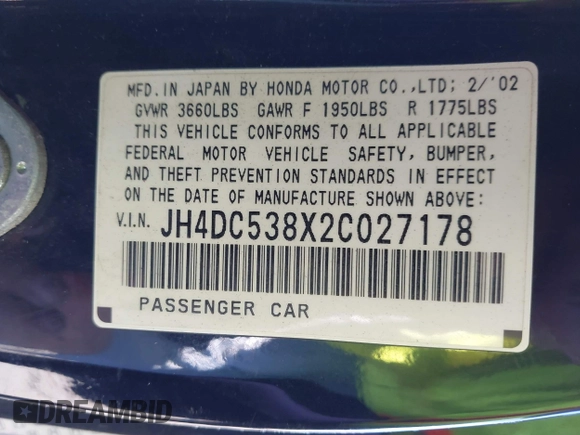 MFD.IN JAPAN BY HONDA MOTOR CO.,LTD; 2/'02
GVWR 3660LBS GAWR F 1950LBS R 1775LBS
THIS VEHICLE CONFORMS TO ALL APPLICABLE
FEDERAL MOTOR VEHICLE SAFETY, BUMPER,
AND THEFT PREVENTION STANDARDS IN EFFECT
ON THE DATE OF MANUFACTURE SHOWN ABOVE:
V.I.N. JH4DC538X2C027178
PASSENGER CAR
DREAMBID